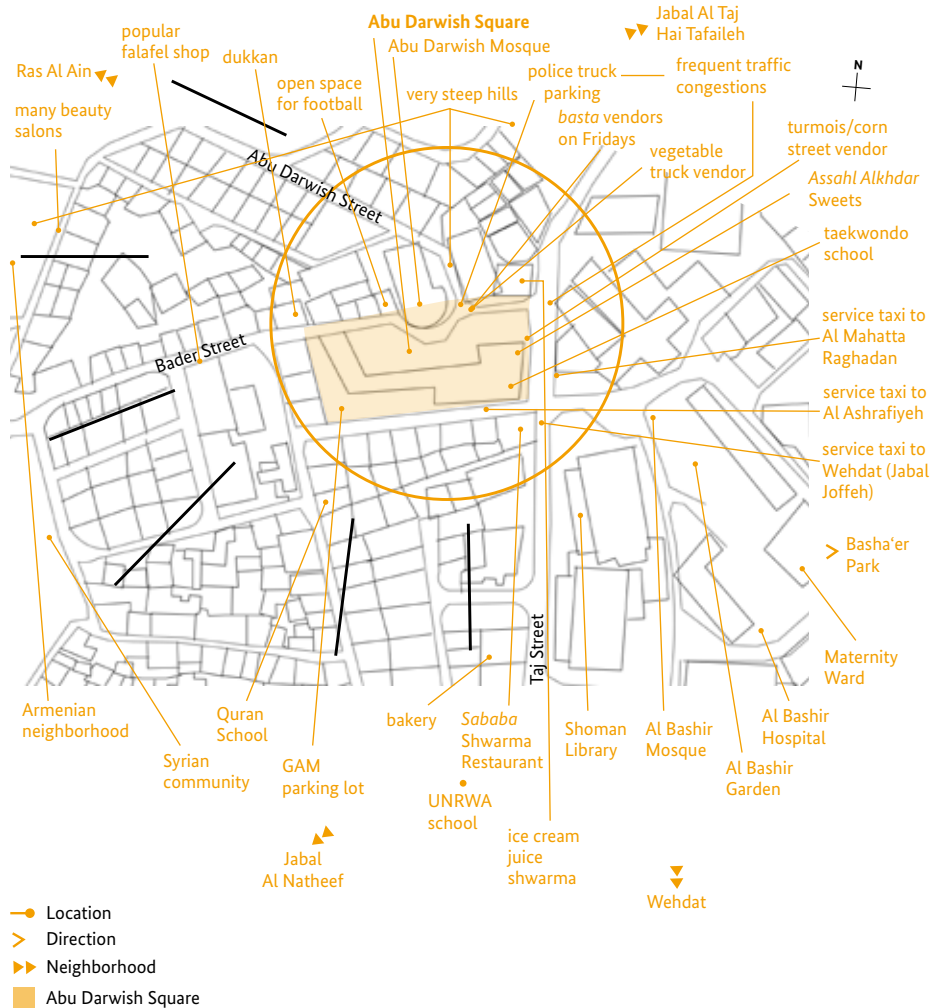 Abu Darwish Square
Abu Darwish Mosque
Jabal Al Taj
Hai Tafaileh
popular
falafel shop
dukkan
Ras Al Ain
open space
for football
very steep hills
police truck
parking
frequent traffic
congestions
N
many beauty
salons
basta vendors
on Fridays
turmois/corn
street vendor
vegetable
truck vendor
Assahl Alkhdar
Sweets
Abu Darwish Street
taekwondo
school
service taxi to
Al Mahatta
Raghadan
Bader Street
service taxi to
Al Ashrafiyeh
service taxi to
Wehdat (Jabal
Joffeh)
Basha'er
Park
Taj Street
Maternity
Ward
Armenian
neighborhood
Quran
School
bakery
Sababa
Shwarma
Restaurant
Shoman
Library
Al Bashir
Mosque
Al Bashir
Hospital
Syrian
community
GAM
parking lot
Al Bashir
Garden
UNRWA
school
ice cream
juice
shwarma
Jabal
Al Natheef
Wehdat
Location
Direction
Neighborhood
Abu Darwish Square